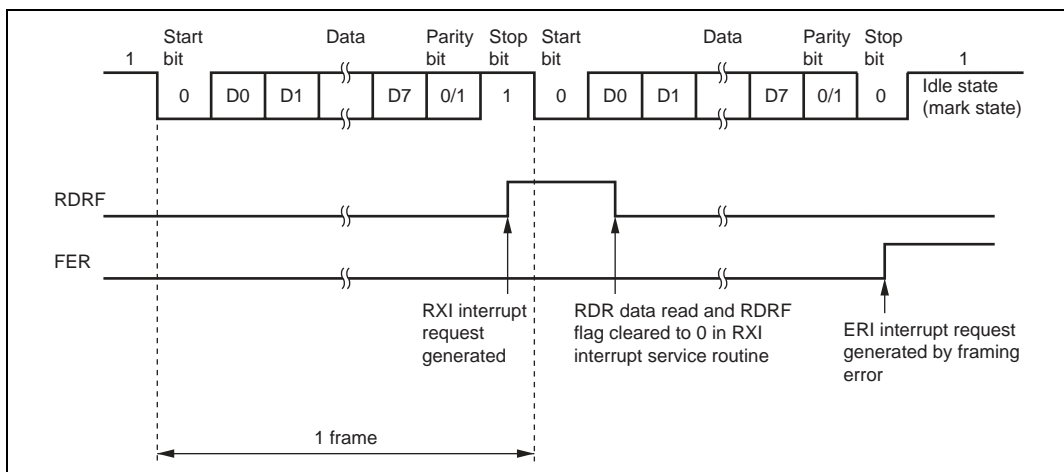 Start bit Data Parity bit Stop bit Start bit Data Parity bit Stop bit
1 1
0 D0 D1 D7 0/1 1 0 D0 D1 D7 0/1 0 Idle state (mark state)
RDRF
FER
RXI interrupt request generated
RDR data read and RDRF flag cleared to 0 in RXI interrupt service routine
ERI interrupt request generated by framing error
1 frame